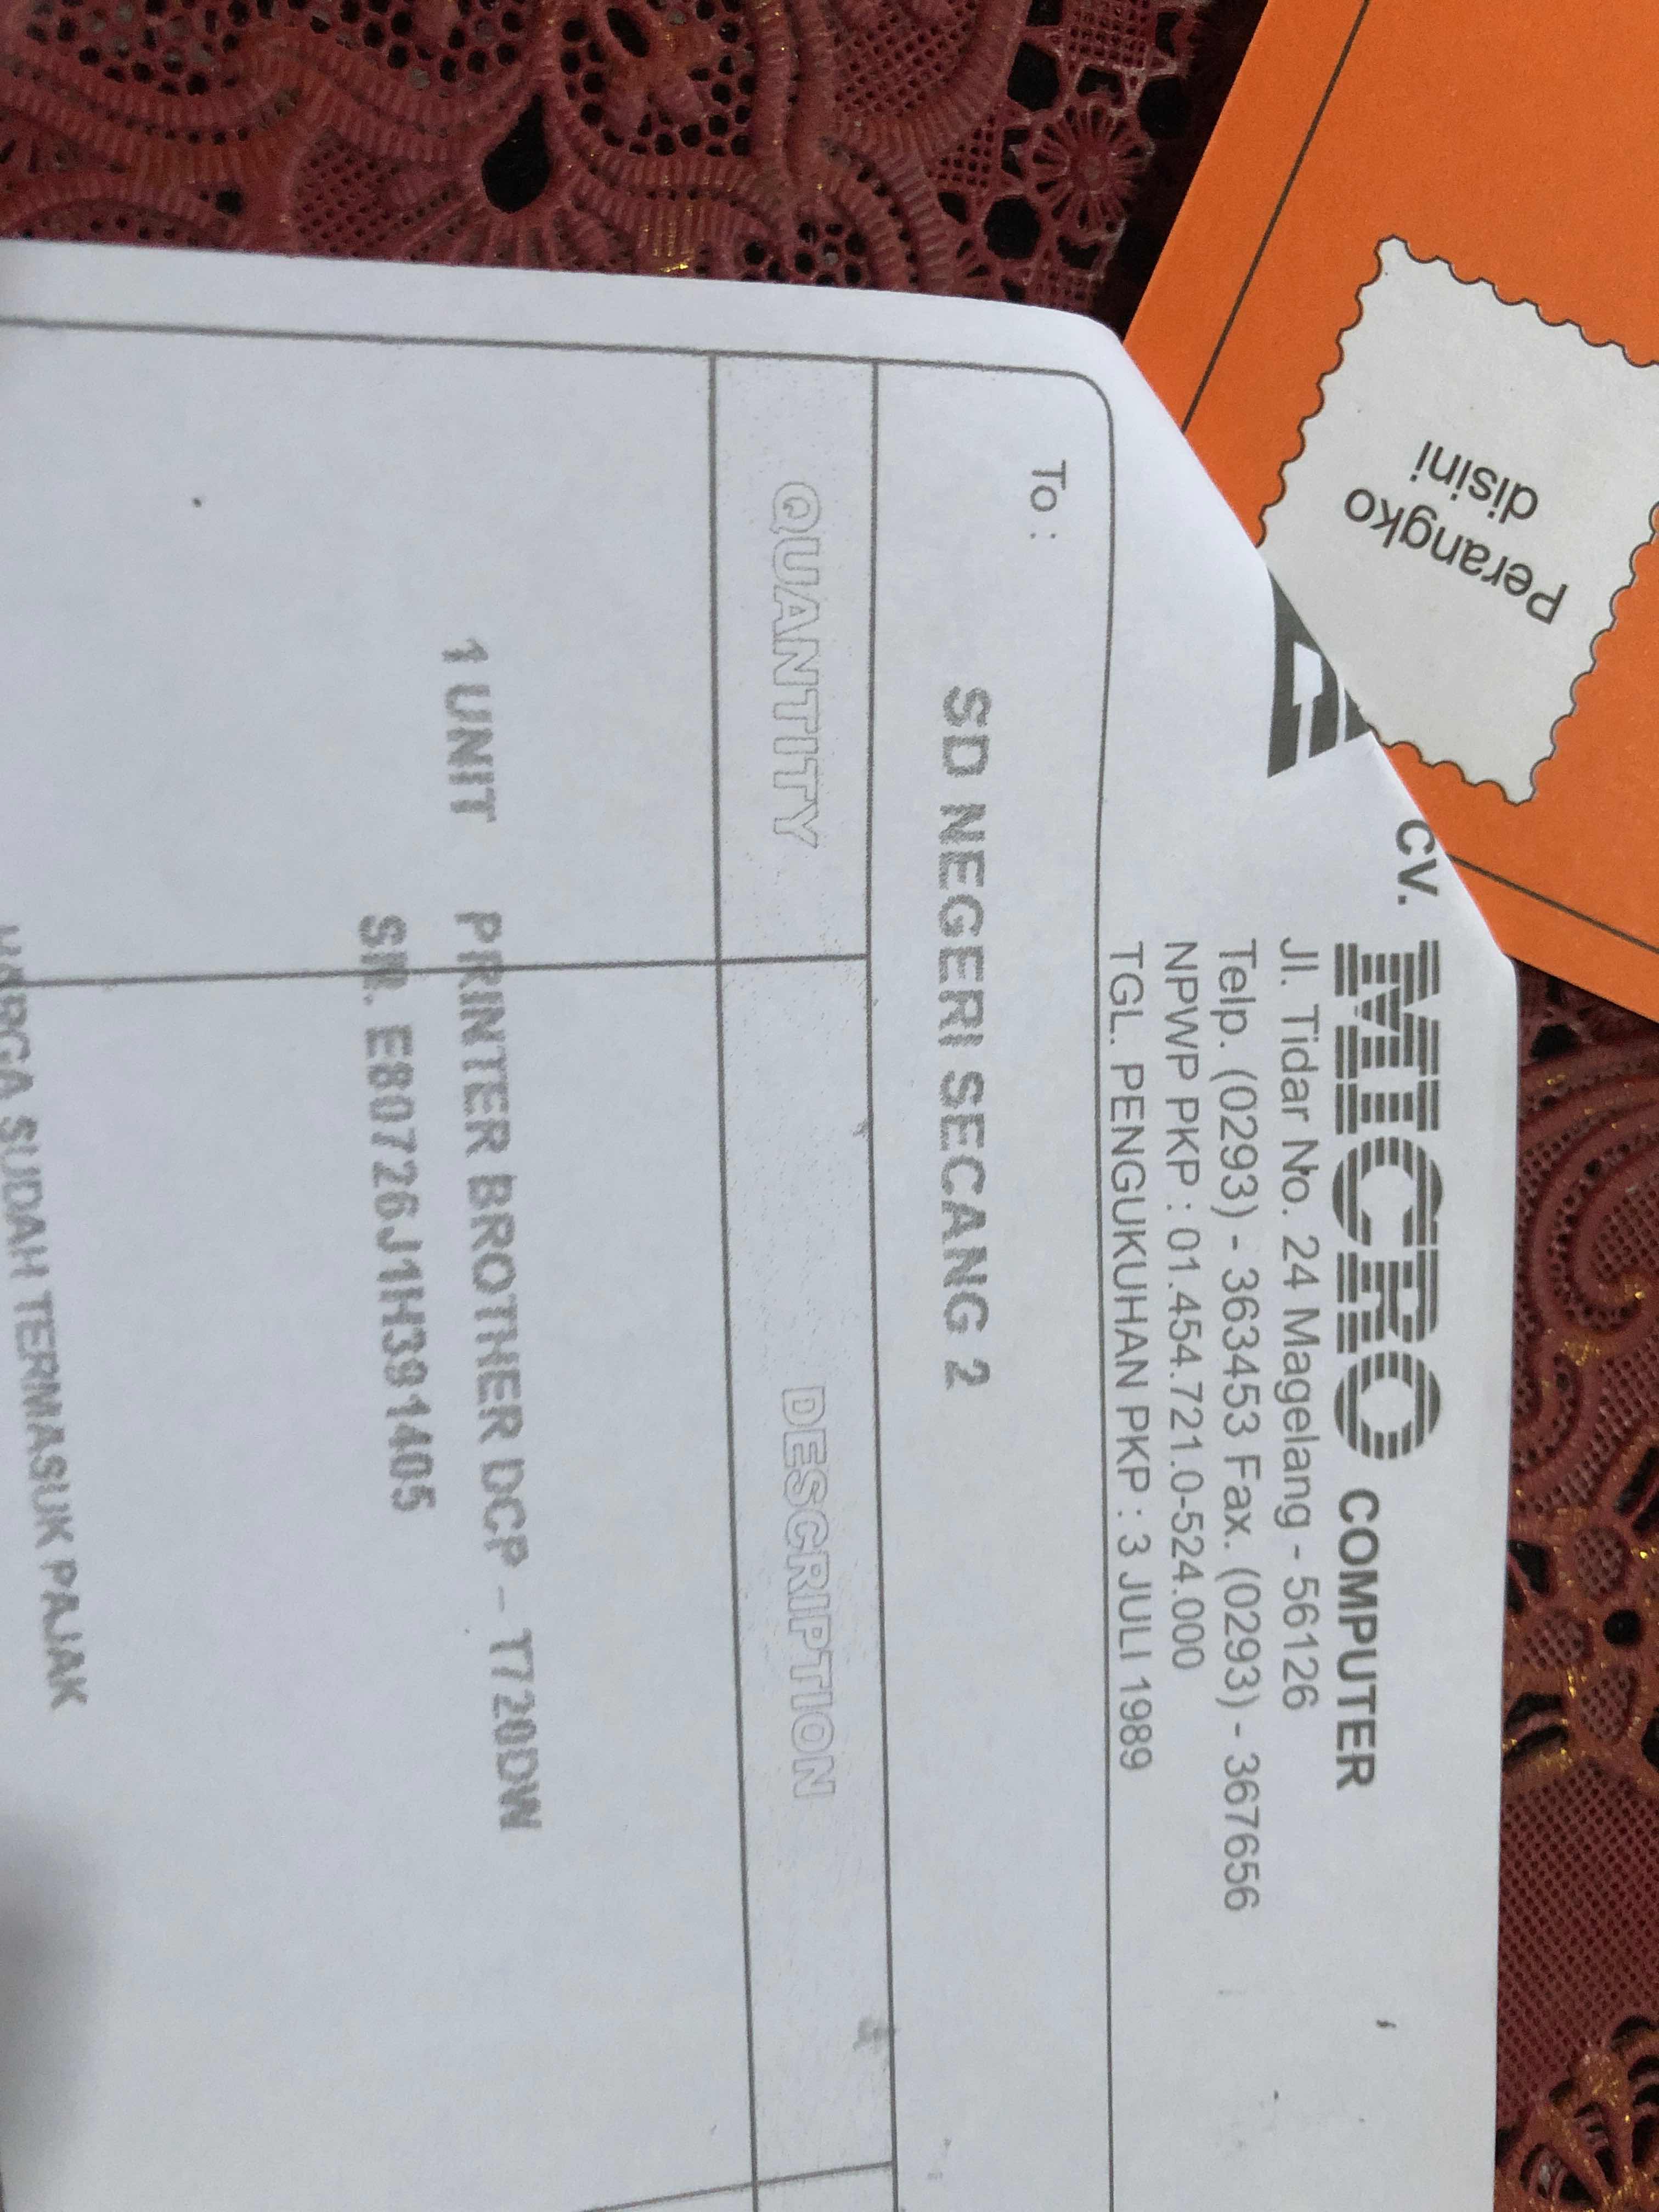 CV. MICRO COMPUTER
Jl. Tidar No. 24 Magelang - 56126
Telp. (0293) - 363453 Fax. (0293) - 367656
NPWP PKP : 01.454.721.0-524.000
TGL. PENGUKUHAN PKP : 3 JULI 1989
To :
SD NEGERI SECANG 2
QUANTITY DESCRIPTION
1 UNIT PRINTER BROTHER DCP – T720DW
SN. E80726J1H391405
HARGA SUDAH TERMASUK PAJAK
Perangko
disini